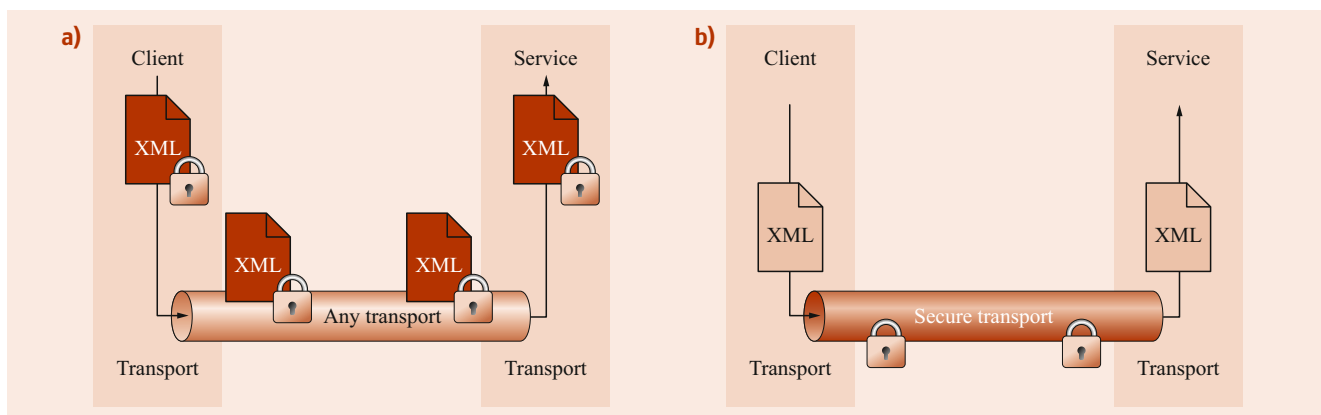 a)
Client
Service
XML
XML
XML
XML
Any transport
Transport
Transport
b)
Client
Service
XML
XML
Secure transport
Transport
Transport